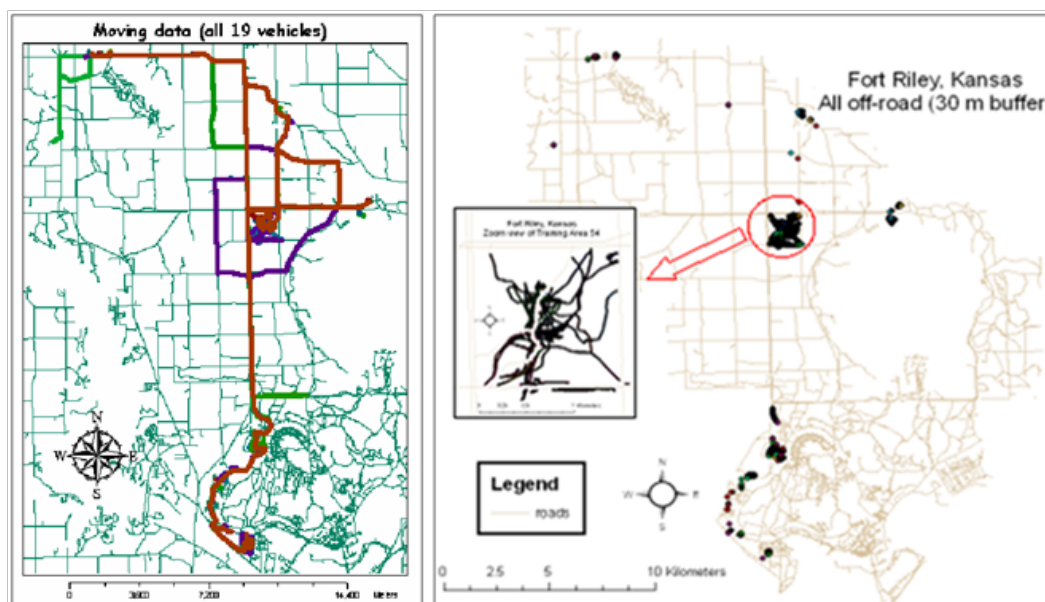 Moving data (all 19 vehicles)
N
W E
S
0 3,600 7,200 14,400 Meters
Fort Riley, Kansas
All off-road (30 m buffer
Fort Riley, Kansas
Zoom view of Training Area 54
Legend
roads
N
W E
S
0 2.5 5 10 Kilometers